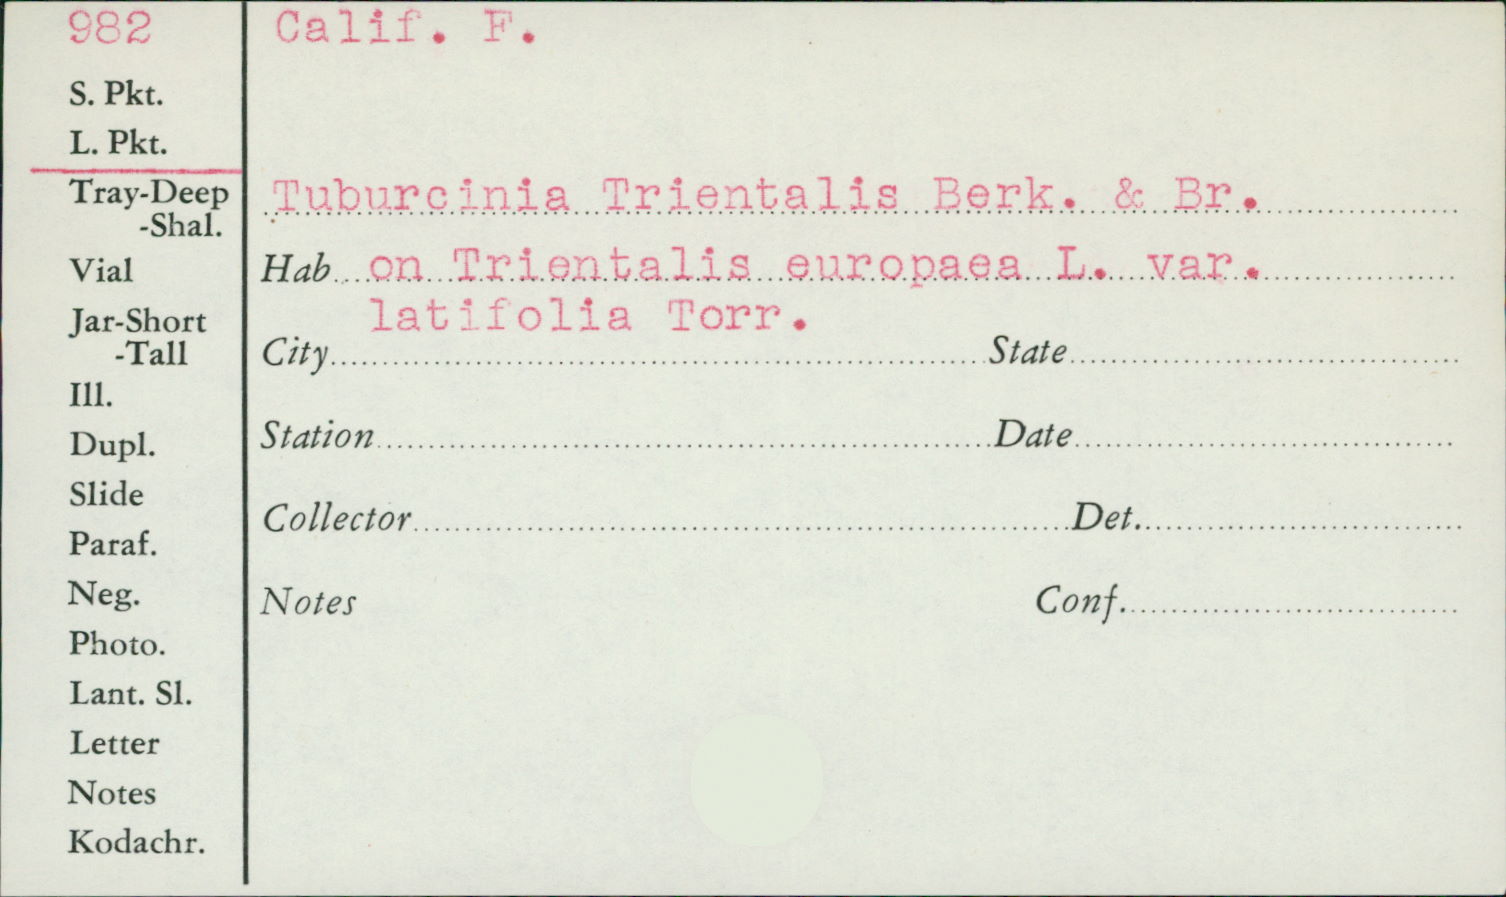 982
Calif. F.
S. Pkt.
L. Pkt.
Tray-Deep
-Shal.
Vial
Jar-Short
-Tall
Ill.
Dupl.
Slide
Paraf.
Neg.
Photo.
Lant. Sl.
Letter
Notes
Kodachr.
Tuburcinia Trientalis Berk. & Br.
Hab on Trientalis europaea L. var.
latifolia Torr.
City State
Station Date
Collector Det.
Notes Conf.